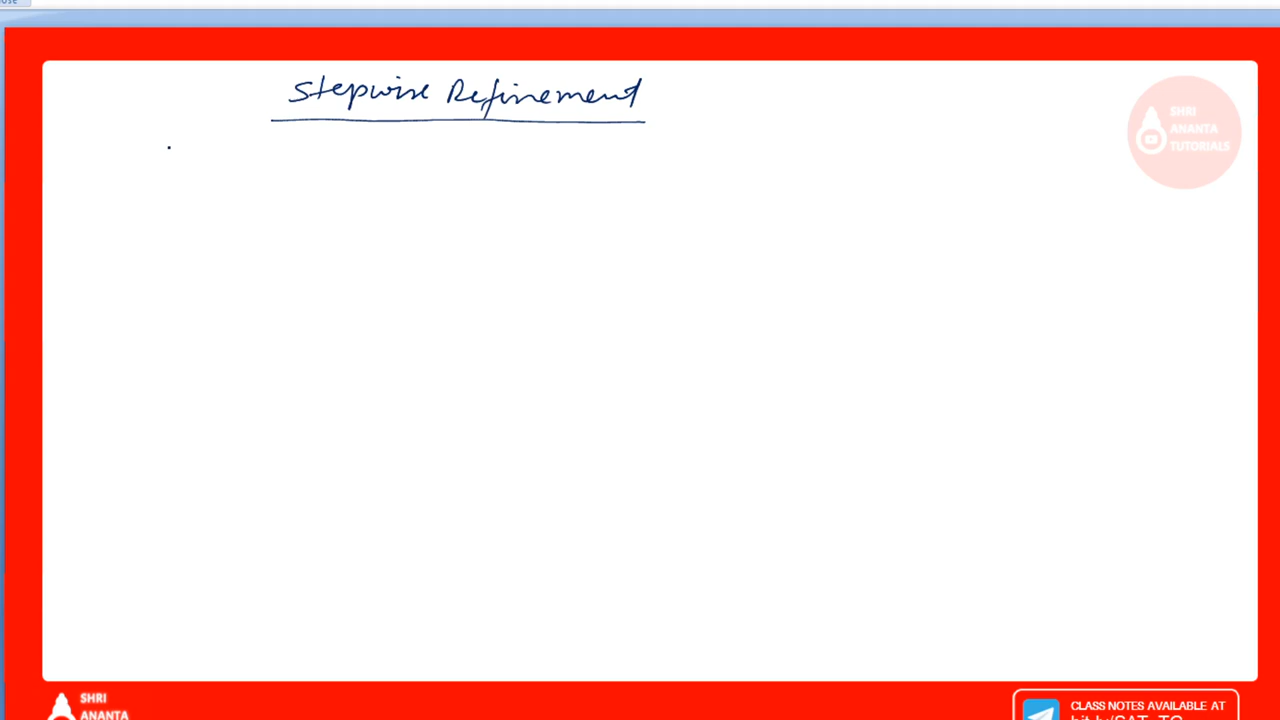 Stepwise Refinement
SHRI
ANANTA
TUTORIALS
SHRI
ANANTA
CLASS NOTES AVAILABLE AT